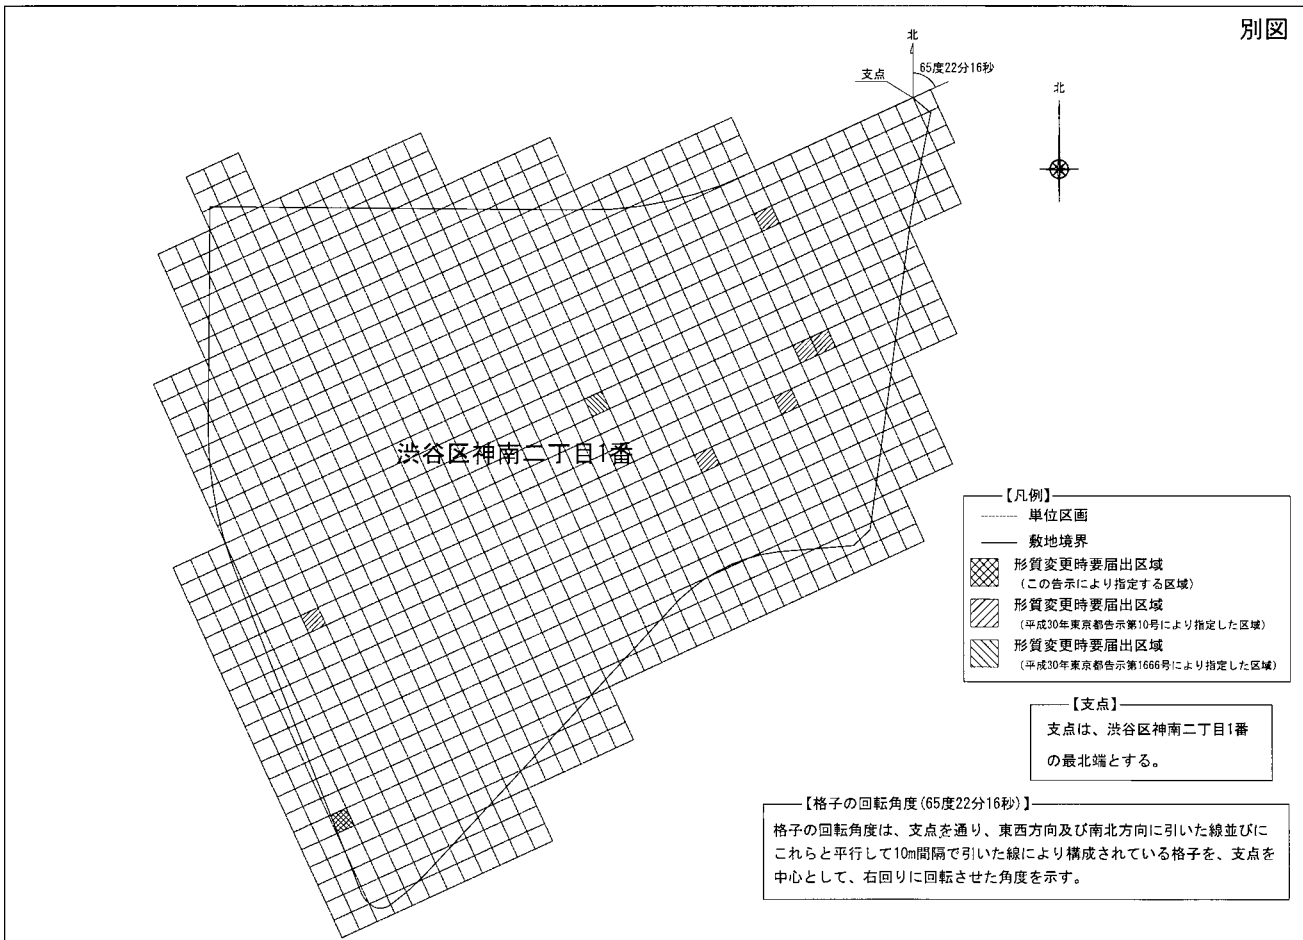 別図
北
支点
65度22分16秒
北
渋谷区神南二丁目1番
【凡例】
単位区画
敷地境界
形質変更時要届出区域
(この告示により指定する区域)
形質変更時要届出区域
(平成30年東京都告示第10号により指定した区域)
形質変更時要届出区域
(平成30年東京都告示第1666号により指定した区域)
【支点】
支点は、渋谷区神南二丁目1番
の最北端とする。
【格子の回転角度(65度22分16秒)】
格子の回転角度は、支点を通り、東西方向及び南北方向に引いた線並びに
これらと平行して10m間隔で引いた線により構成されている格子を、支点を
中心として、右回りに回転させた角度を示す。